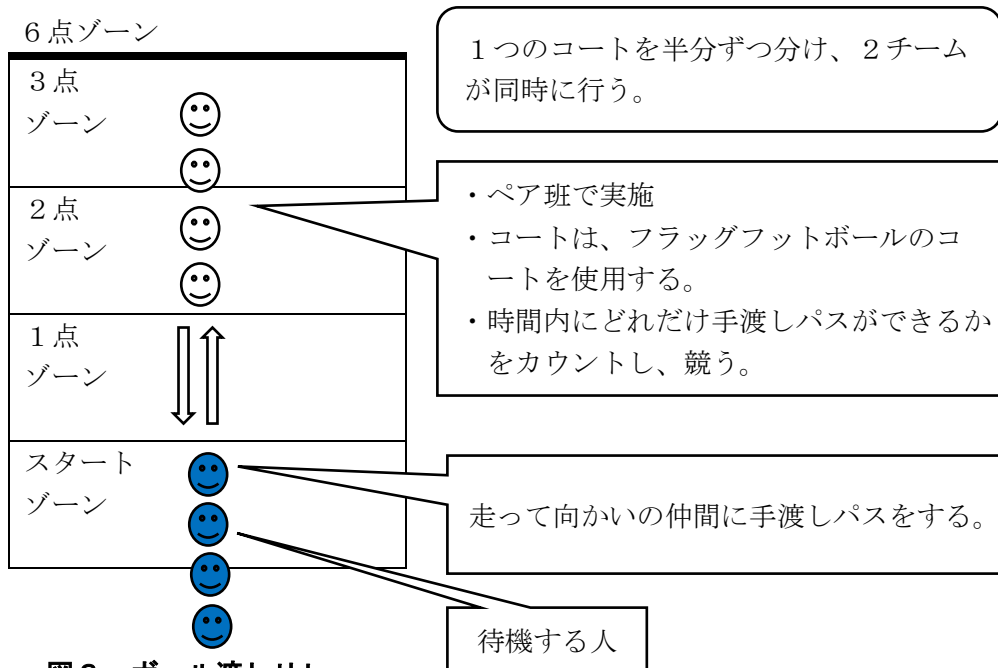 ６点ゾーン
３点
ゾーン
２点
ゾーン
１点
ゾーン
スタート
ゾーン
１つのコートを半分ずつ分け、２チーム
が同時に行う。
・ペア班で実施
・コートは、フラッグフットボールのコ
ートを使用する。
・時間内にどれだけ手渡しパスができるか
をカウントし、競う。
走って向かいの仲間に手渡しパスをする。
待機する人